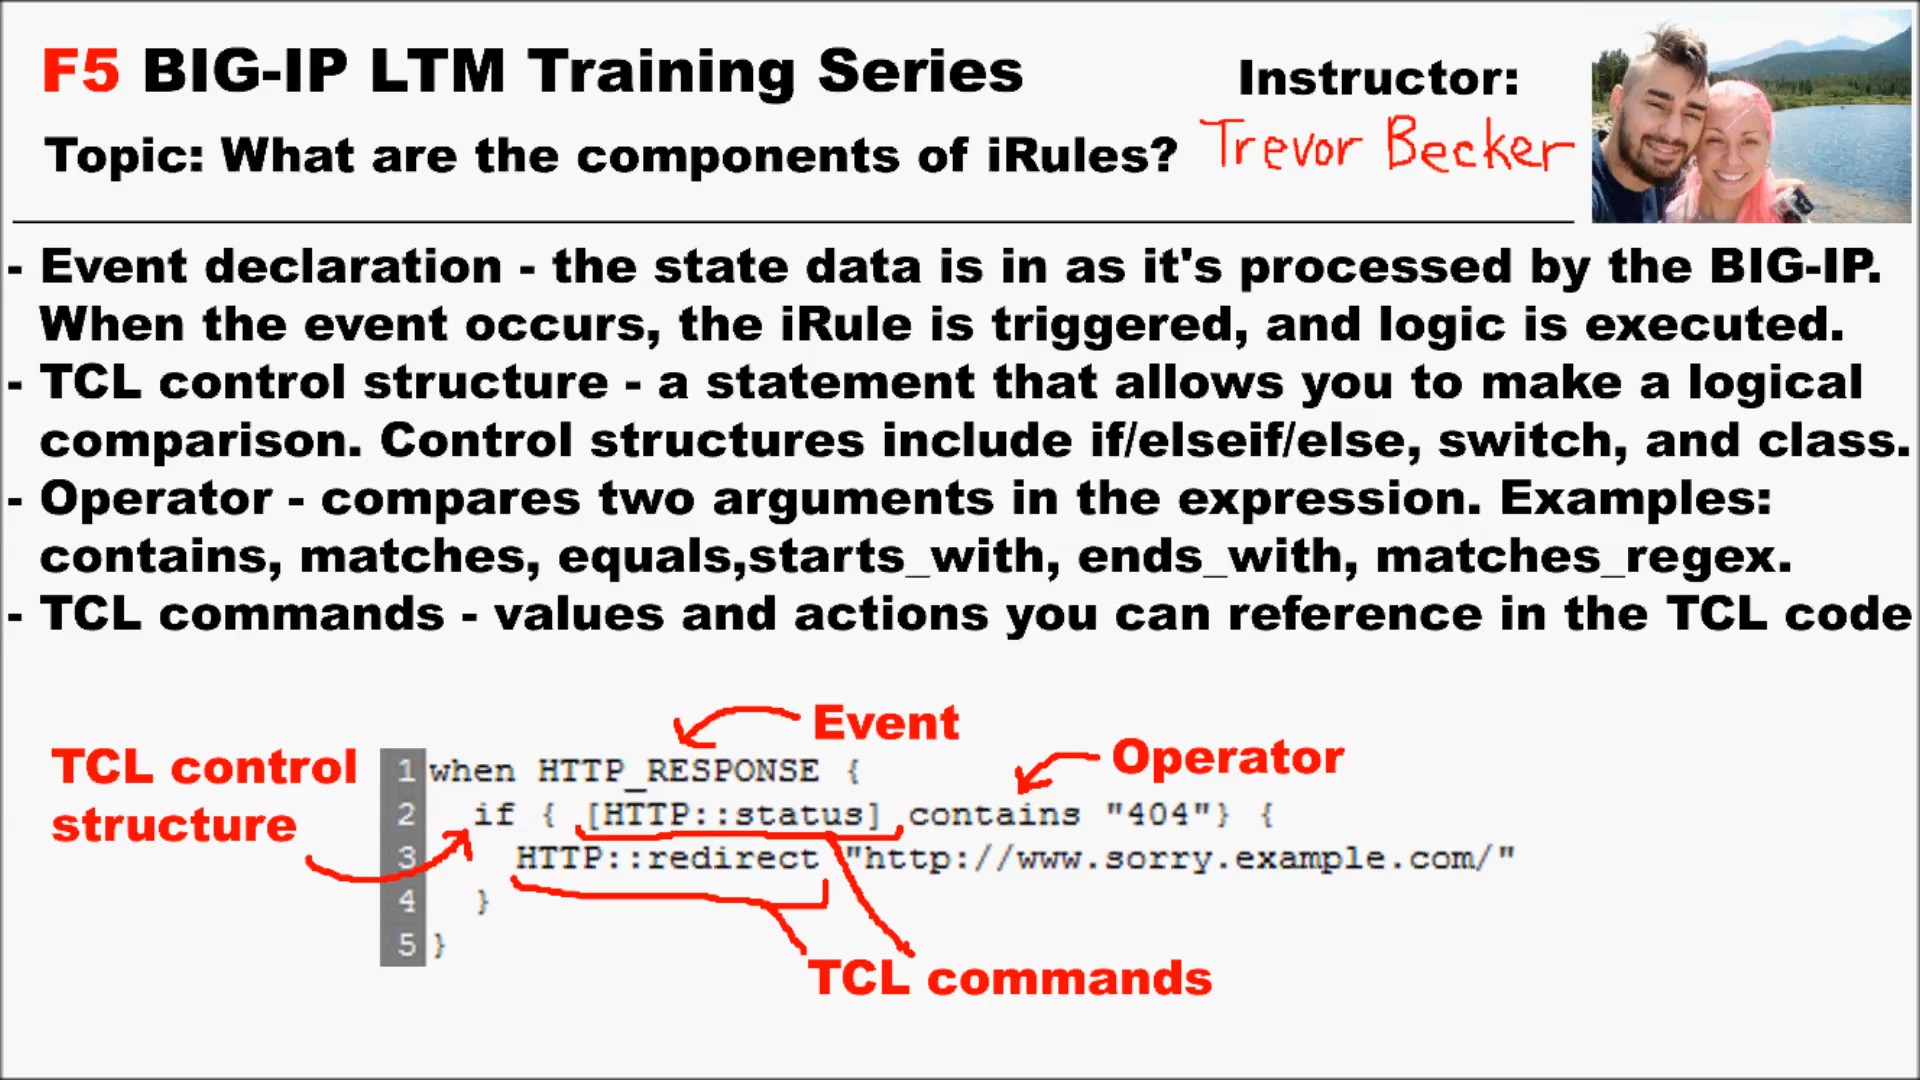 F5 BIG-IP LTM Training Series
Instructor:
Topic: What are the components of iRules?
Trevor Becker
- Event declaration - the state data is in as it's processed by the BIG-IP.
When the event occurs, the iRule is triggered, and logic is executed.
- TCL control structure - a statement that allows you to make a logical
comparison. Control structures include if/elseif/else, switch, and class.
- Operator - compares two arguments in the expression. Examples:
contains, matches, equals,starts_with, ends_with, matches_regex.
- TCL commands - values and actions you can reference in the TCL code
Event
Operator
TCL control
structure
1 when HTTP_RESPONSE {
2 if { [HTTP::status] contains "404"} {
3 HTTP::redirect "http://www.sorry.example.com/"
4 }
5 }
TCL commands